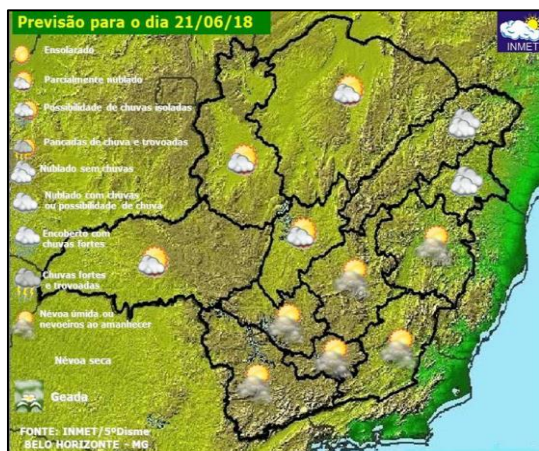 Previsão para o dia 21/06/18
INMET
Ensolarado
Parcialmente nublado
Possibilidade de chuvas isoladas
Pancadas de chuva e trovoadas
Nublado sem chuvas
Nublado com chuvas
ou possibilidade de chuva
Encoberto com
chuvas fortes
Chuvas fortes
e trovoadas
Névoa úmida ou
nevoeiros ao amanhecer
Névoa seca
Geada
FONTE: INMET/5ºDisme
BELO HORIZONTE - MG